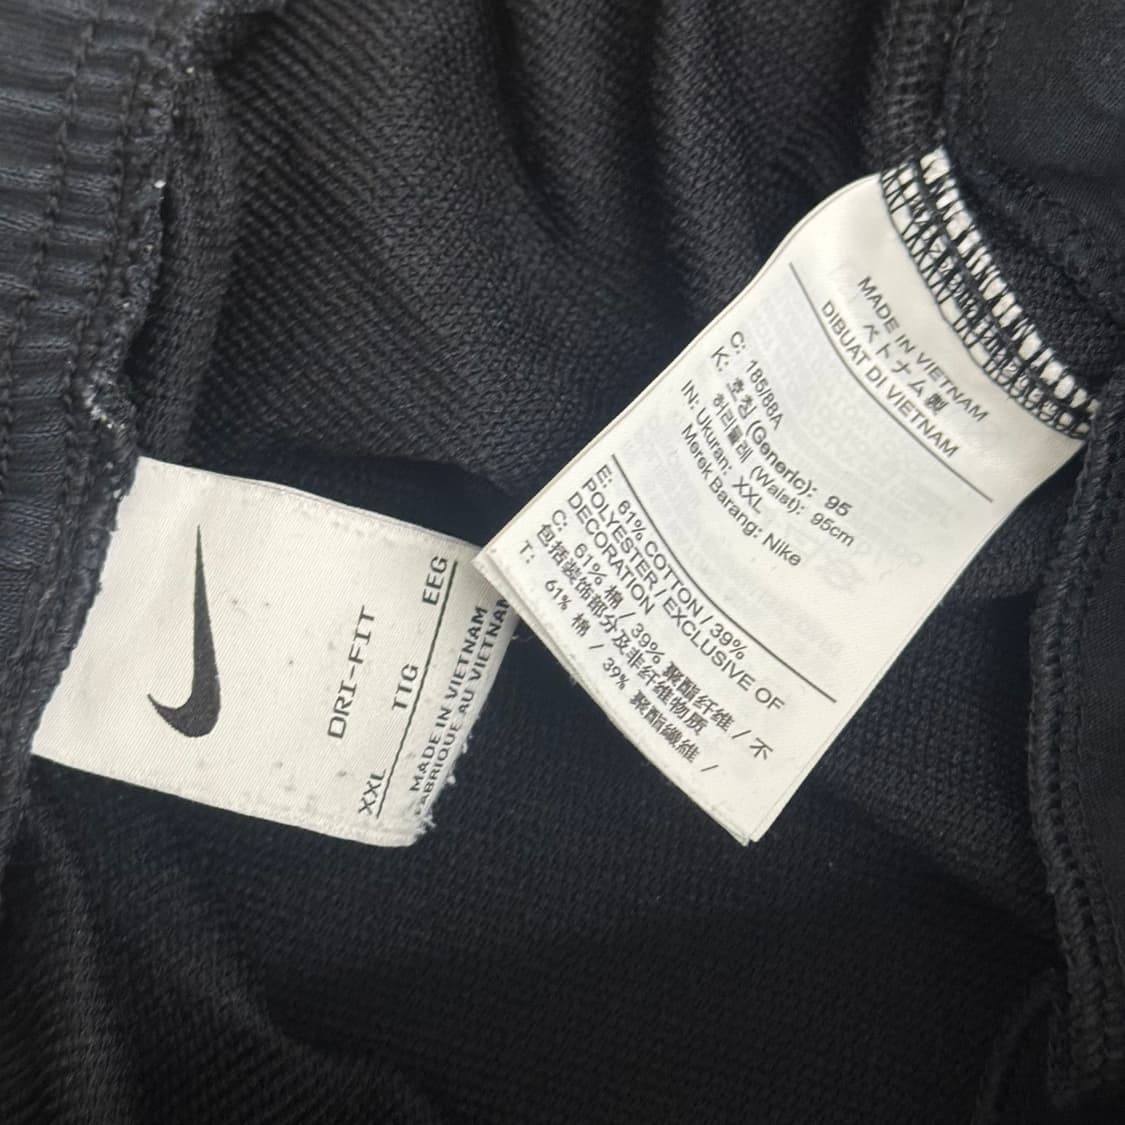 DRI-FIT
XXL TTG EEG
MADE IN VIETNAM
FABRIQUE AU VIETNAM
MADE IN VIETNAM
ベトナム製
DIBUAT DI VIETNAM
C: 185/88A
K: 호칭 (Generic): 95
허리둘레 (Waist): 95cm
IN: Ukuran: XXL
Merek Barang: Nike
E: 61% COTTON / 39%
POLYESTER / EXCLUSIVE OF
DECORATION
C: 61% 棉 / 39% 聚酯纤维 / 不
包括装饰部分及非纤维物质
T: 61% 棉 / 39% 聚酯纖維 /